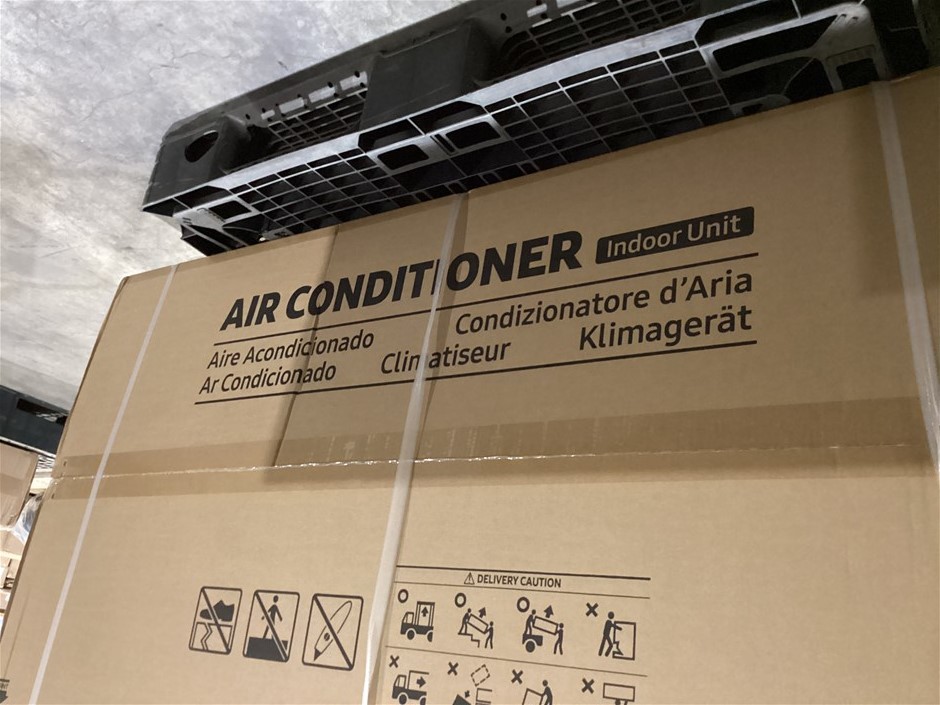 AIR CONDITIONER Indoor Unit
Aire Acondicionado Condizionatore d'Aria
Ar Condicionado Climatiseur Klimagerät
DELIVERY CAUTION